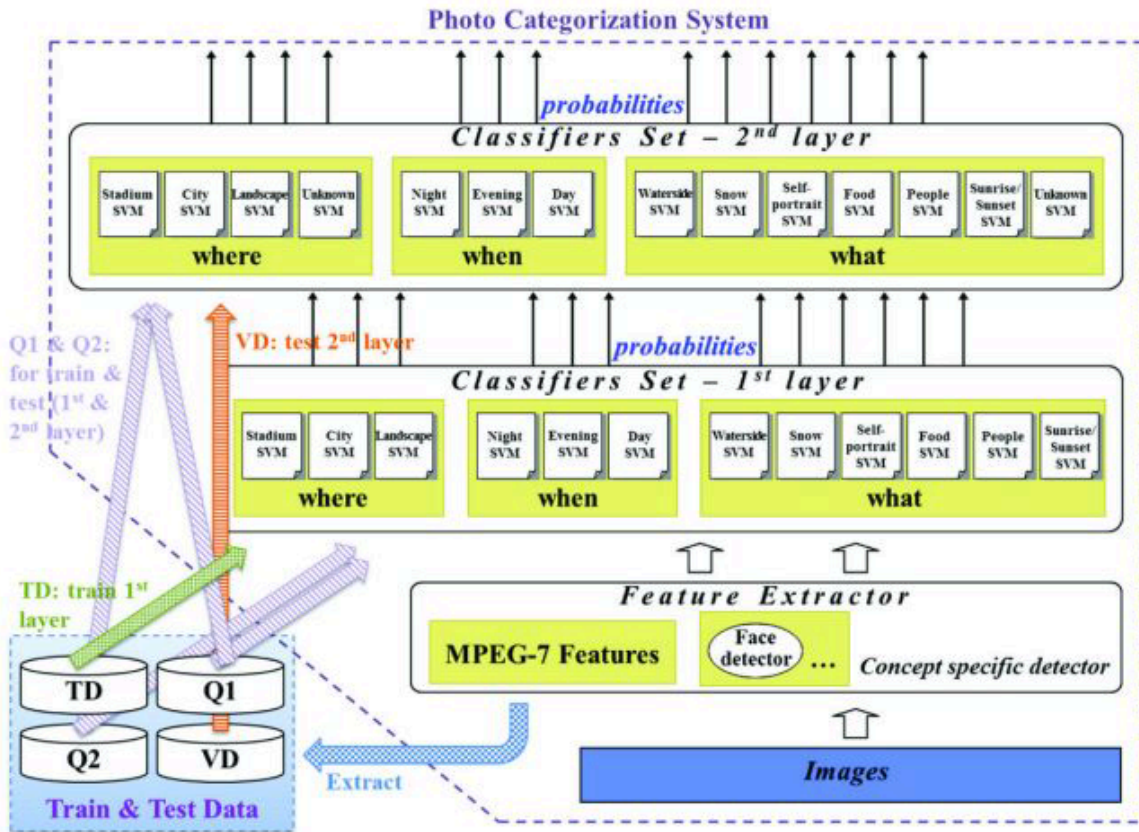 Photo Categorization System
probabilities
Classifiers Set – 2nd layer
Stadium SVM
City SVM
Landscape SVM
Unknown SVM
where
Night SVM
Evening SVM
Day SVM
when
Waterside SVM
Snow SVM
Self-portrait SVM
Food SVM
People SVM
Sunrise/Sunset SVM
Unknown SVM
what
Q1 & Q2:
for train &
test (1st &
2nd layer)
VD: test 2nd layer
probabilities
Classifiers Set – 1st layer
Stadium SVM
City SVM
Landscape SVM
where
Night SVM
Evening SVM
Day SVM
when
Waterside SVM
Snow SVM
Self-portrait SVM
Food SVM
People SVM
Sunrise/Sunset SVM
what
TD: train 1st
layer
Feature Extractor
MPEG-7 Features
Face
detector
...
Concept specific detector
TD
Q1
Q2
VD
Train & Test Data
Extract
Images